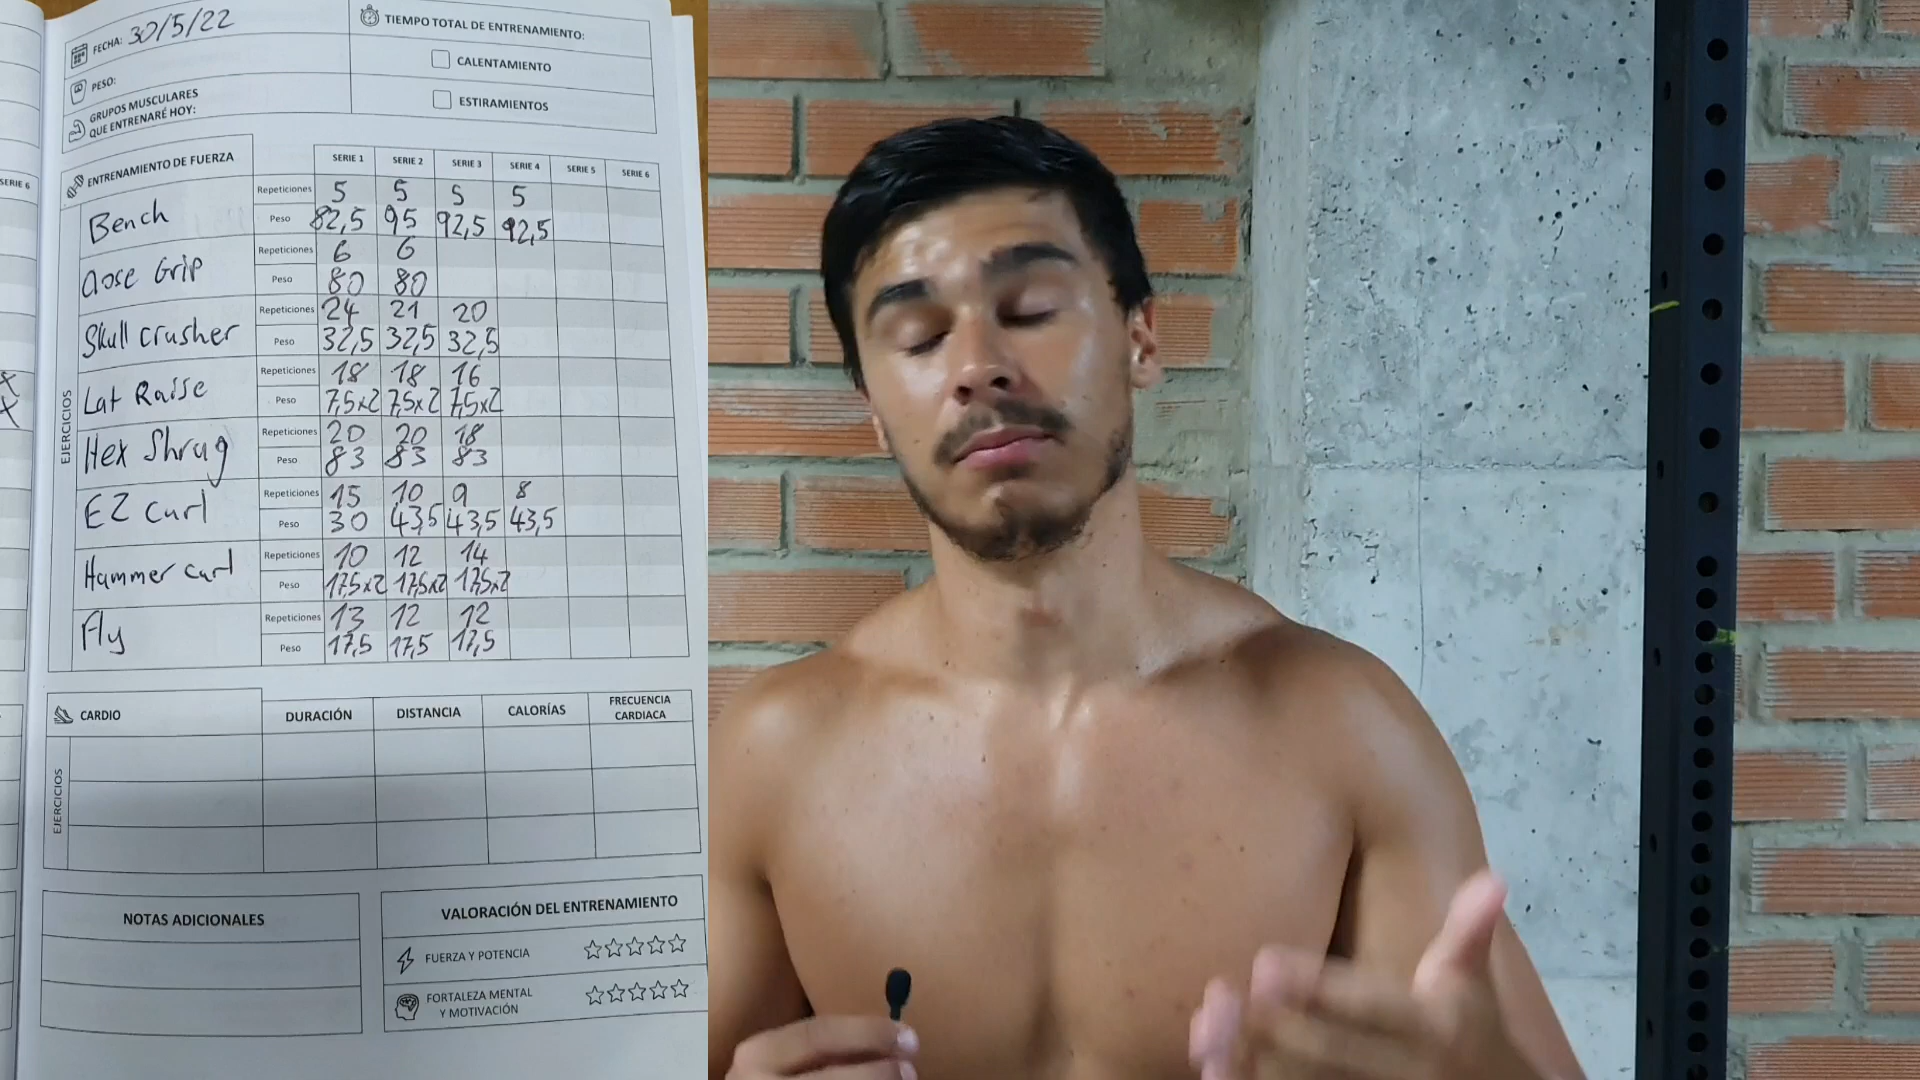 FECHA: 30/5/22
TIEMPO TOTAL DE ENTRENAMIENTO:
PESO:
CALENTAMIENTO
GRUPOS MUSCULARES
QUE ENTRENARÉ HOY:
ESTIRAMIENTOS
ENTRENAMIENTO DE FUERZA
SERIE 1 SERIE 2 SERIE 3 SERIE 4 SERIE 5 SERIE 6
SERIE 6
EJERCICIOS
Bench
Repeticiones 5 5 5 5
Peso 82,5 95 92,5 92,5
Close Grip
Repeticiones 6 6
Peso 80 80
Skull crusher
Repeticiones 24 21 20
Peso 32,5 32,5 32,5
Lat Raise
Repeticiones 18 18 16
Peso 7,5x2 7,5x2 7,5x2
Hex Shrug
Repeticiones 20 20 18
Peso 83 83 83
EZ curl
Repeticiones 15 10 9 8
Peso 30 43,5 43,5 43,5
Hammer curl
Repeticiones 10 12 14
Peso 17,5x2 17,5x2 17,5x2
Fly
Repeticiones 13 12 12
Peso 17,5 17,5 17,5
CARDIO DURACIÓN DISTANCIA CALORÍAS FRECUENCIA CARDIACA
EJERCICIOS
NOTAS ADICIONALES
VALORACIÓN DEL ENTRENAMIENTO
FUERZA Y POTENCIA
FORTALEZA MENTAL
Y MOTIVACIÓN